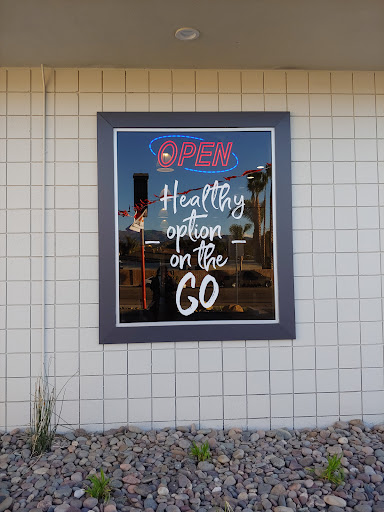 OPEN
Healthy
option
on the
GO